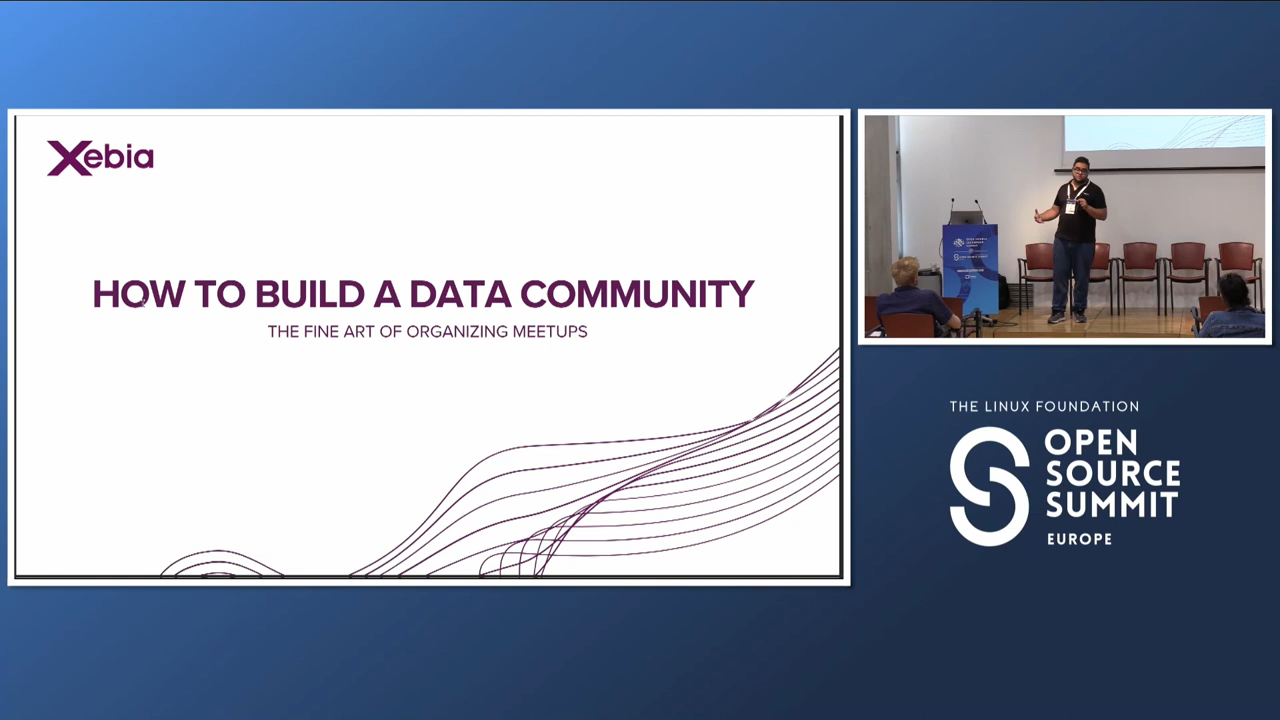 Xebia
HOW TO BUILD A DATA COMMUNITY
THE FINE ART OF ORGANIZING MEETUPS
THE LINUX FOUNDATION
OPEN
SOURCE
SUMMIT
EUROPE